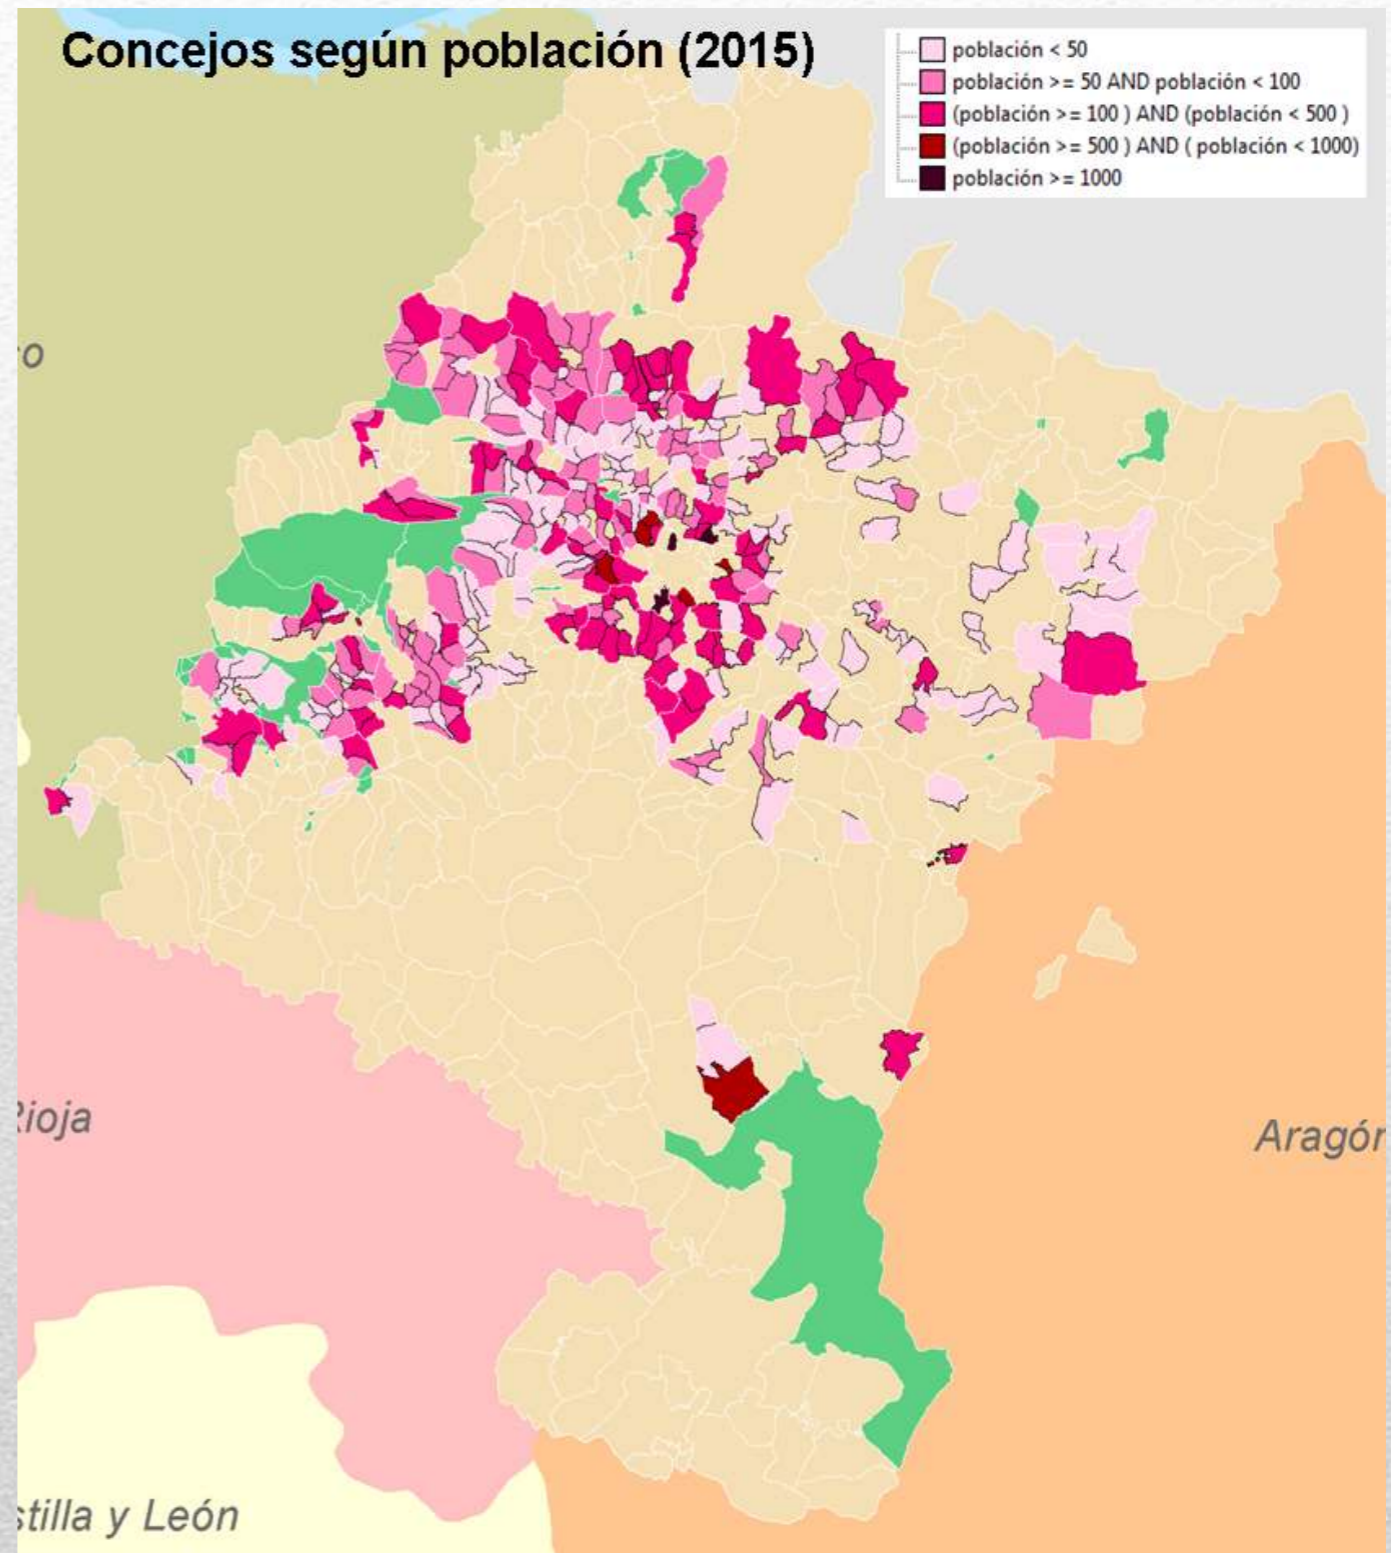 Concejos según población (2015)
población < 50
población >= 50 AND población < 100
(población >= 100 ) AND (población < 500 )
(población >= 500 ) AND ( población < 1000)
población >= 1000
o
Rioja
Aragón
stilla y León